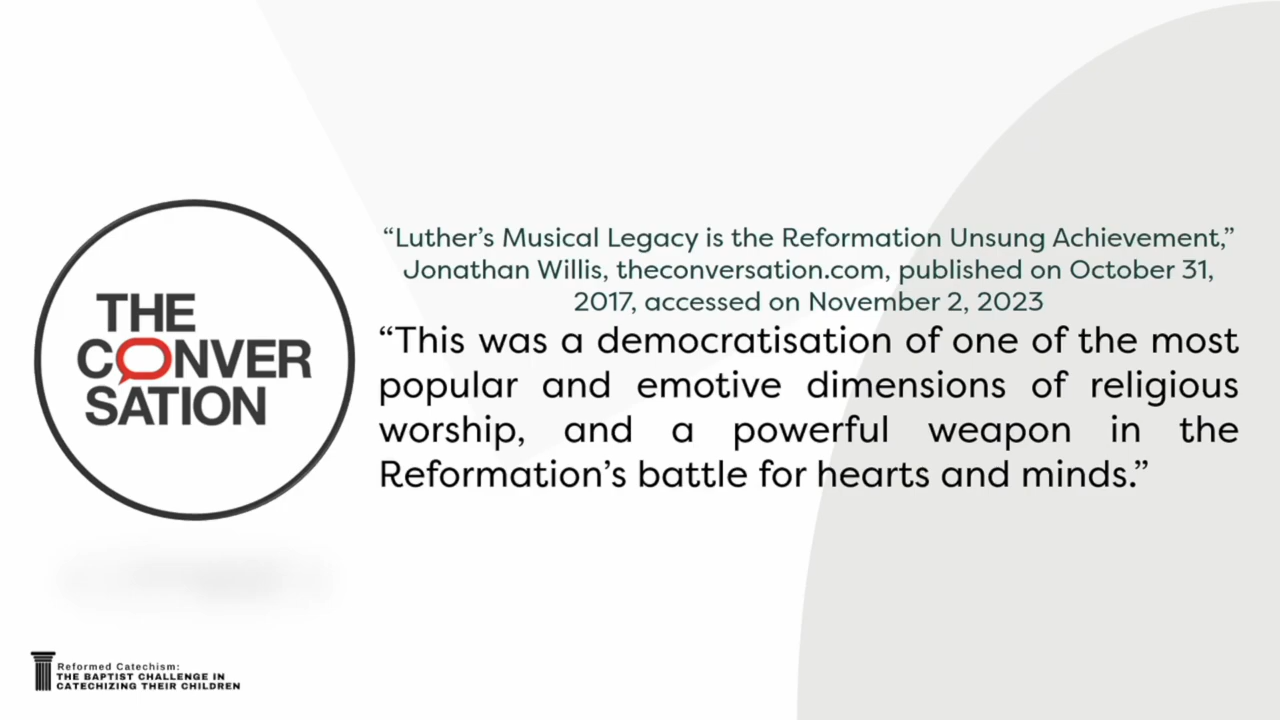 THE
CONVER
SATION
“Luther’s Musical Legacy is the Reformation Unsung Achievement,”
Jonathan Willis, theconversation.com, published on October 31,
2017, accessed on November 2, 2023
“This was a democratisation of one of the most
popular and emotive dimensions of religious
worship, and a powerful weapon in the
Reformation’s battle for hearts and minds.”
Reformed Catechism:
THE BAPTIST CHALLENGE IN
CATECHIZING THEIR CHILDREN